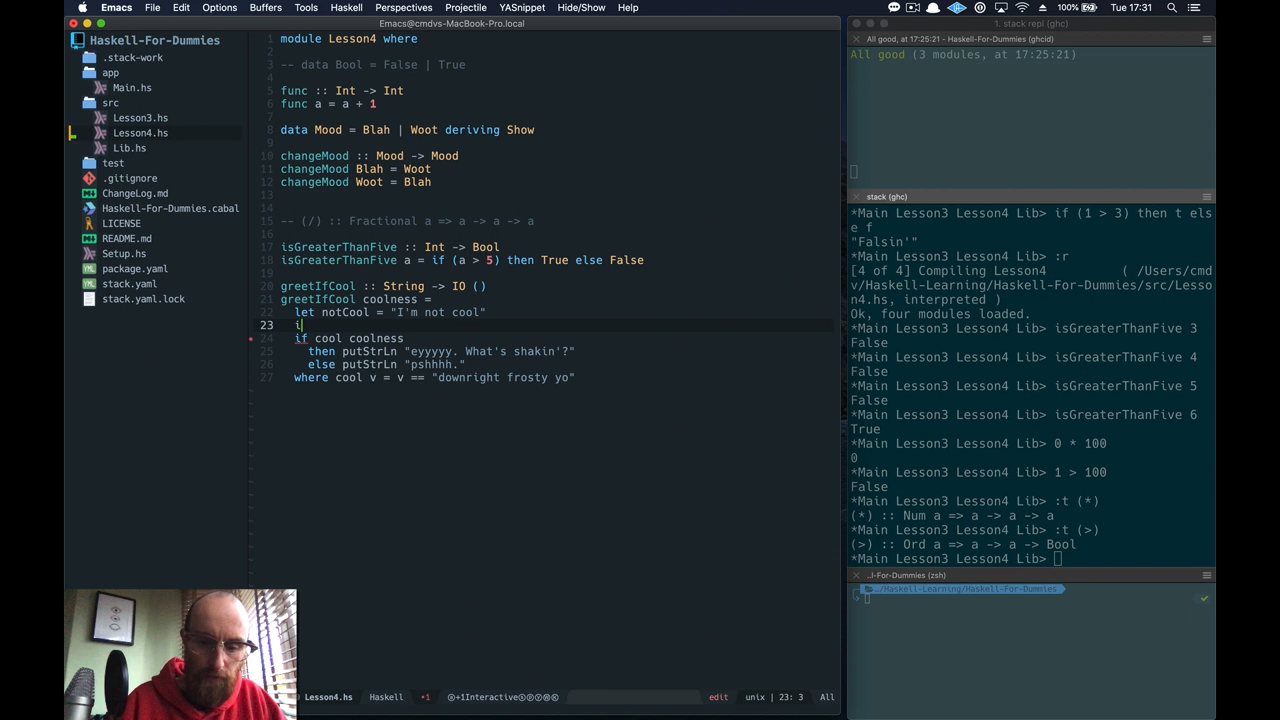 Emacs File Edit Options Buffers Tools Haskell Perspectives Projectile YASnippet Hide/Show Help
100% Tue 17:31
Emacs@cmdvs-MacBook-Pro.local
Haskell-For-Dummies
.stack-work
app
Main.hs
src
Lesson3.hs
Lesson4.hs
Lib.hs
test
.gitignore
ChangeLog.md
Haskell-For-Dummies.cabal
LICENSE
README.md
Setup.hs
package.yaml
stack.yaml
stack.yaml.lock
1 module Lesson4 where
2
3 -- data Bool = False | True
4
5 func :: Int -> Int
6 func a = a + 1
7
8 data Mood = Blah | Woot deriving Show
9
10 changeMood :: Mood -> Mood
11 changeMood Blah = Woot
12 changeMood Woot = Blah
13
14
15 -- (/) :: Fractional a => a -> a -> a
16
17 isGreaterThanFive :: Int -> Bool
18 isGreaterThanFive a = if (a > 5) then True else False
19
20 greetIfCool :: String -> IO ()
21 greetIfCool coolness =
22 let notCool = "I'm not cool"
23 i
24 if cool coolness
25 then putStrLn "eyyyyy. What's shakin'?"
26 else putStrLn "pshhhh."
27 where cool v = v == "downright frosty yo"
Lesson4.hs Haskell •1 edit unix | 23: 3 All
1. stack repl (ghc)
All good, at 17:25:21 - Haskell-For-Dummies (ghcid)
All good (3 modules, at 17:25:21)
stack (ghc)
*Main Lesson3 Lesson4 Lib> if (1 > 3) then t els
e f
"Falsin'"
*Main Lesson3 Lesson4 Lib> :r
[4 of 4] Compiling Lesson4 ( /Users/cmd
v/Haskell-Learning/Haskell-For-Dummies/src/Lesso
n4.hs, interpreted )
Ok, four modules loaded.
*Main Lesson3 Lesson4 Lib> isGreaterThanFive 3
False
*Main Lesson3 Lesson4 Lib> isGreaterThanFive 4
False
*Main Lesson3 Lesson4 Lib> isGreaterThanFive 5
False
*Main Lesson3 Lesson4 Lib> isGreaterThanFive 6
True
*Main Lesson3 Lesson4 Lib> 0 * 100
0
*Main Lesson3 Lesson4 Lib> 1 > 100
False
*Main Lesson3 Lesson4 Lib> :t (*)
(*) :: Num a => a -> a -> a
*Main Lesson3 Lesson4 Lib> :t (>)
(>) :: Ord a => a -> a -> Bool
*Main Lesson3 Lesson4 Lib>
..l-For-Dummies (zsh)
../Haskell-Learning/Haskell-For-Dummies